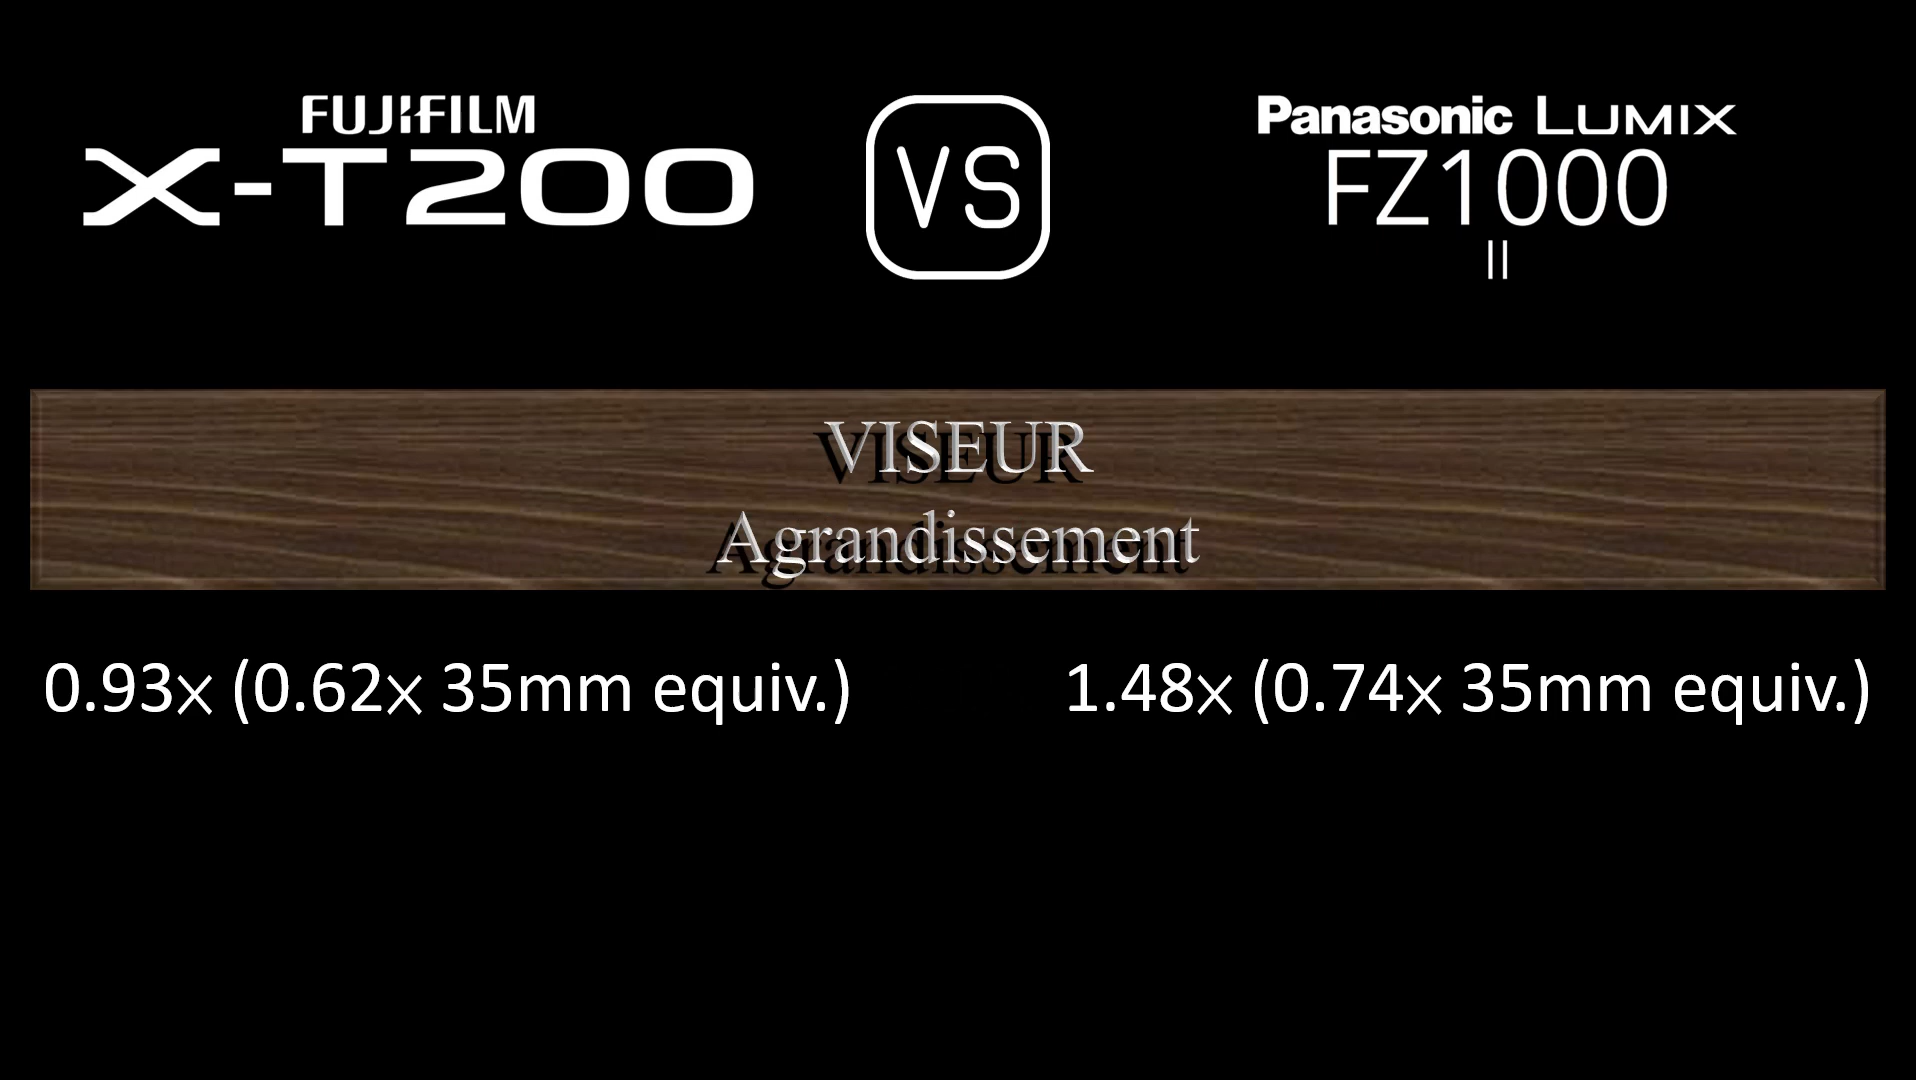 FUJIFILM
X-T200
VS
Panasonic LUMIX
FZ1000
II
VISEUR
Agrandissement
0.93x (0.62x 35mm equiv.)
1.48x (0.74x 35mm equiv.)